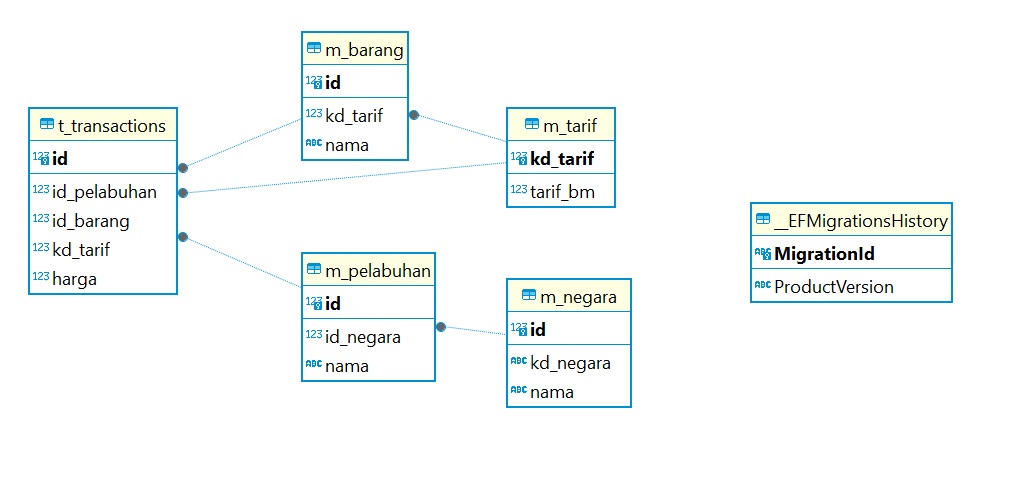 t_transactions
123 id
123 id_pelabuhan
123 id_barang
123 kd_tarif
123 harga
m_barang
123 id
123 kd_tarif
ABC nama
m_tarif
123 kd_tarif
123 tarif_bm
m_pelabuhan
123 id
123 id_negara
ABC nama
m_negara
123 id
ABC kd_negara
ABC nama
__EFMigrationsHistory
ABC MigrationId
ABC ProductVersion